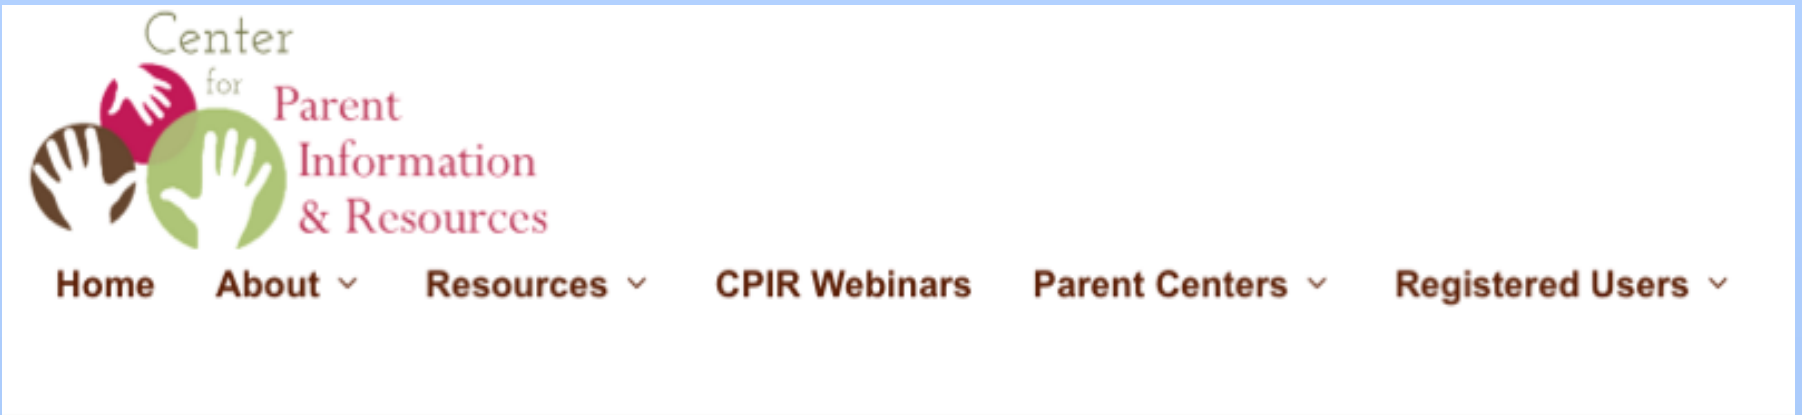 Center
for
Parent
Information
& Resources
Home About Resources CPIR Webinars Parent Centers Registered Users